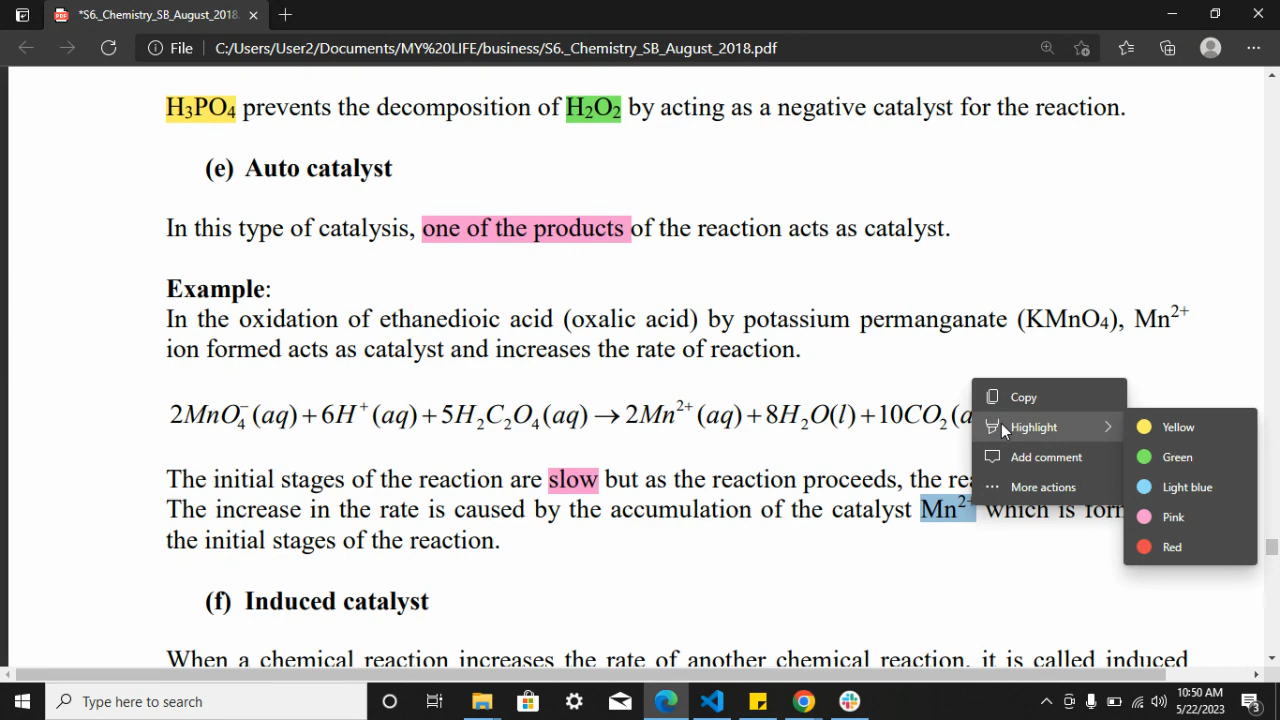 *S6._Chemistry_SB_August_2018.
File C:/Users/User2/Documents/MY%20LIFE/business/S6._Chemistry_SB_August_2018.pdf
H₃PO₄ prevents the decomposition of H₂O₂ by acting as a negative catalyst for the reaction.
(e) Auto catalyst
In this type of catalysis, one of the products of the reaction acts as catalyst.
Example:
In the oxidation of ethanedioic acid (oxalic acid) by potassium permanganate (KMnO₄), Mn²⁺
ion formed acts as catalyst and increases the rate of reaction.
2MnO₄⁻(aq)+6H⁺(aq)+5H₂C₂O₄(aq)→2Mn²⁺(aq)+8H₂O(l)+10CO₂(a
The initial stages of the reaction are slow but as the reaction proceeds, the rea
The increase in the rate is caused by the accumulation of the catalyst Mn²⁺ which is form
the initial stages of the reaction.
(f) Induced catalyst
When a chemical reaction increases the rate of another chemical reaction, it is called induced
Copy
Highlight
Add comment
More actions
Yellow
Green
Light blue
Pink
Red
Type here to search
10:50 AM
5/22/2023
3